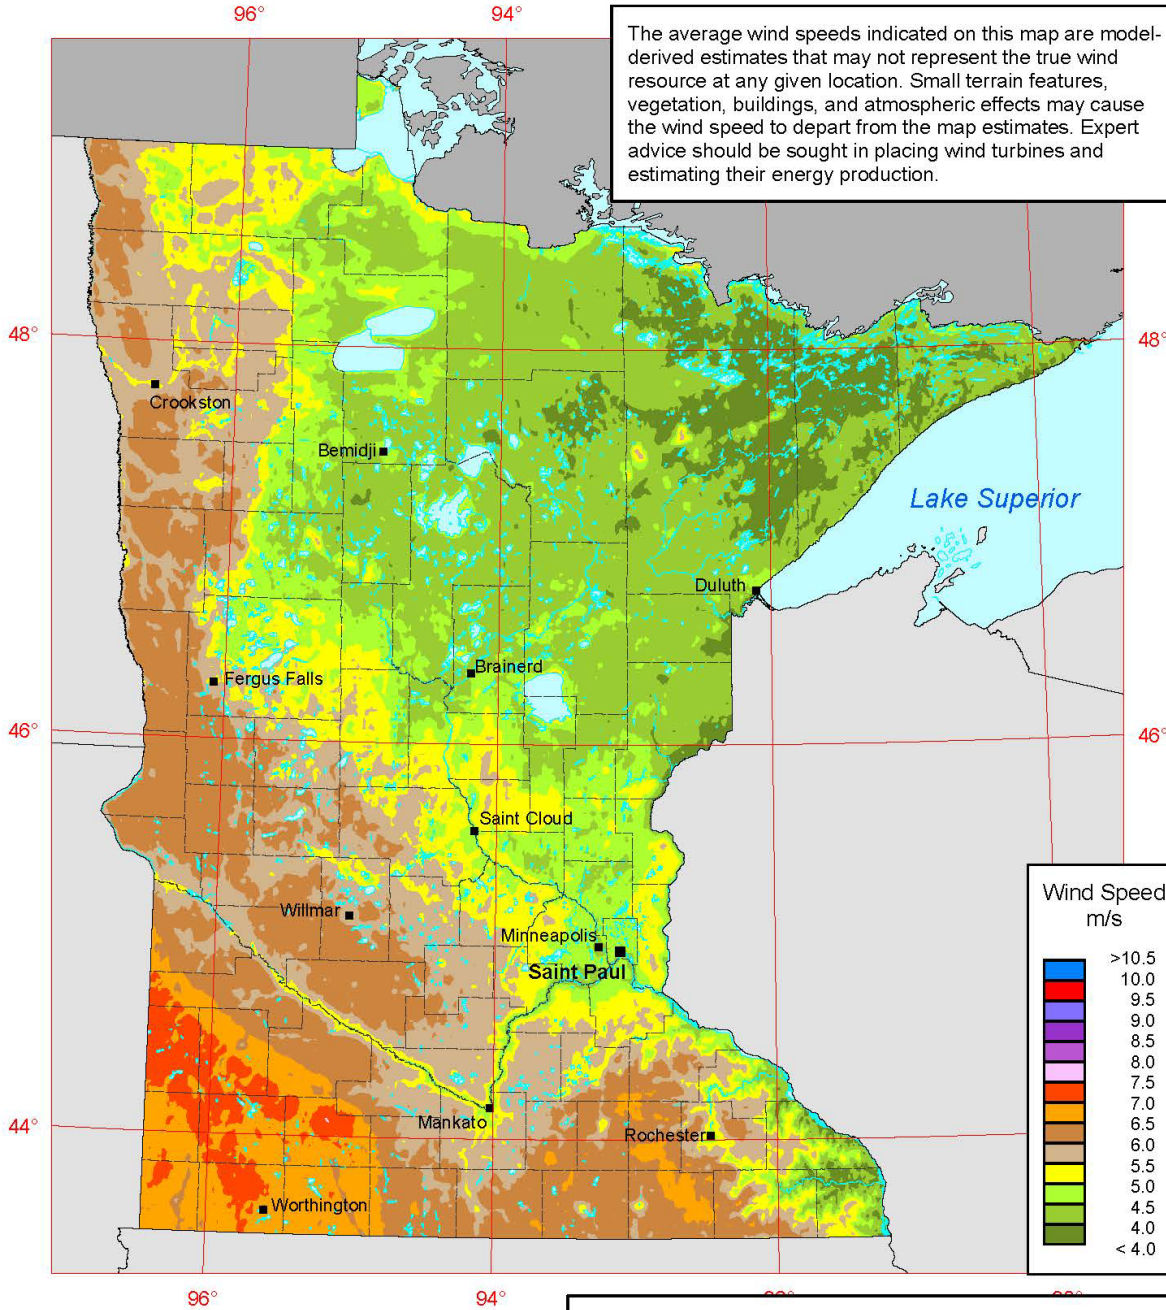 96°
94°
The average wind speeds indicated on this map are model-
derived estimates that may not represent the true wind
resource at any given location. Small terrain features,
vegetation, buildings, and atmospheric effects may cause
the wind speed to depart from the map estimates. Expert
advice should be sought in placing wind turbines and
estimating their energy production.
48°
48°
Crookston
Bemidji
Lake Superior
Duluth
Brainerd
Fergus Falls
46°
46°
Saint Cloud
Willmar
Minneapolis
Saint Paul
Wind Speed
m/s
>10.5
10.0
9.5
9.0
8.5
8.0
7.5
7.0
6.5
6.0
5.5
5.0
4.5
4.0
< 4.0
Mankato
44°
Rochester
Worthington
96°
94°